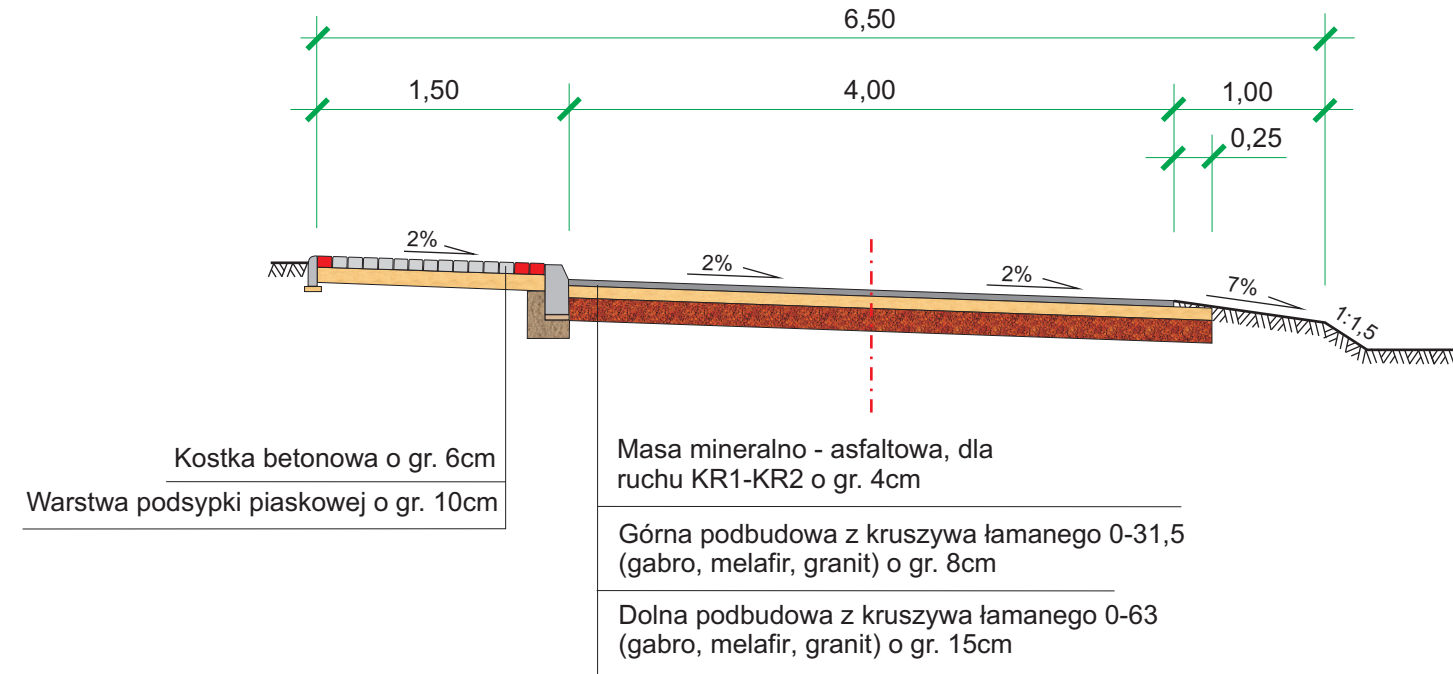 6,50
1,50
4,00
1,00
0,25
2%
2%
2%
7%
1:1,5
Kostka betonowa o gr. 6cm
Warstwa podsypki piaskowej o gr. 10cm
Masa mineralno - asfaltowa, dla
ruchu KR1-KR2 o gr. 4cm
Górna podbudowa z kruszywa łamanego 0-31,5
(gabro, melafir, granit) o gr. 8cm
Dolna podbudowa z kruszywa łamanego 0-63
(gabro, melafir, granit) o gr. 15cm